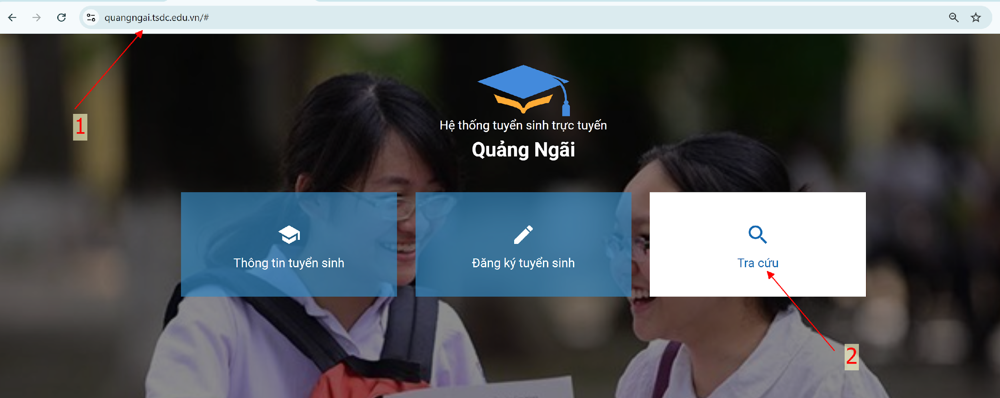 quangngai.tsdc.edu.vn/#
1
Hệ thống tuyển sinh trực tuyến
Quảng Ngãi
Thông tin tuyển sinh
Đăng ký tuyển sinh
Tra cứu
2